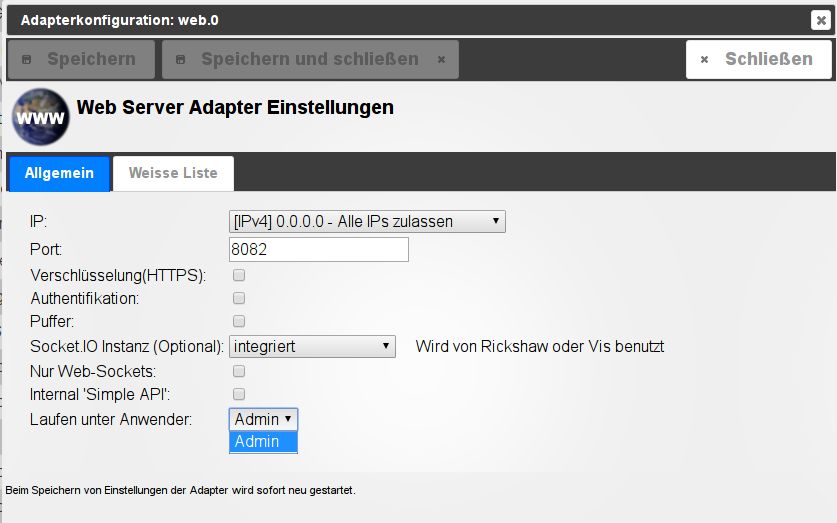 Adapterkonfiguration: web.0
Speichern Speichern und schließen Schließen
www Web Server Adapter Einstellungen
Allgemein Weisse Liste
IP: [IPv4] 0.0.0.0 - Alle IPs zulassen
Port: 8082
Verschlüsselung(HTTPS):
Authentifikation:
Puffer:
Socket.IO Instanz (Optional): integriert Wird von Rickshaw oder Vis benutzt
Nur Web-Sockets:
Internal 'Simple API':
Laufen unter Anwender: Admin
Admin
Beim Speichern von Einstellungen der Adapter wird sofort neu gestartet.